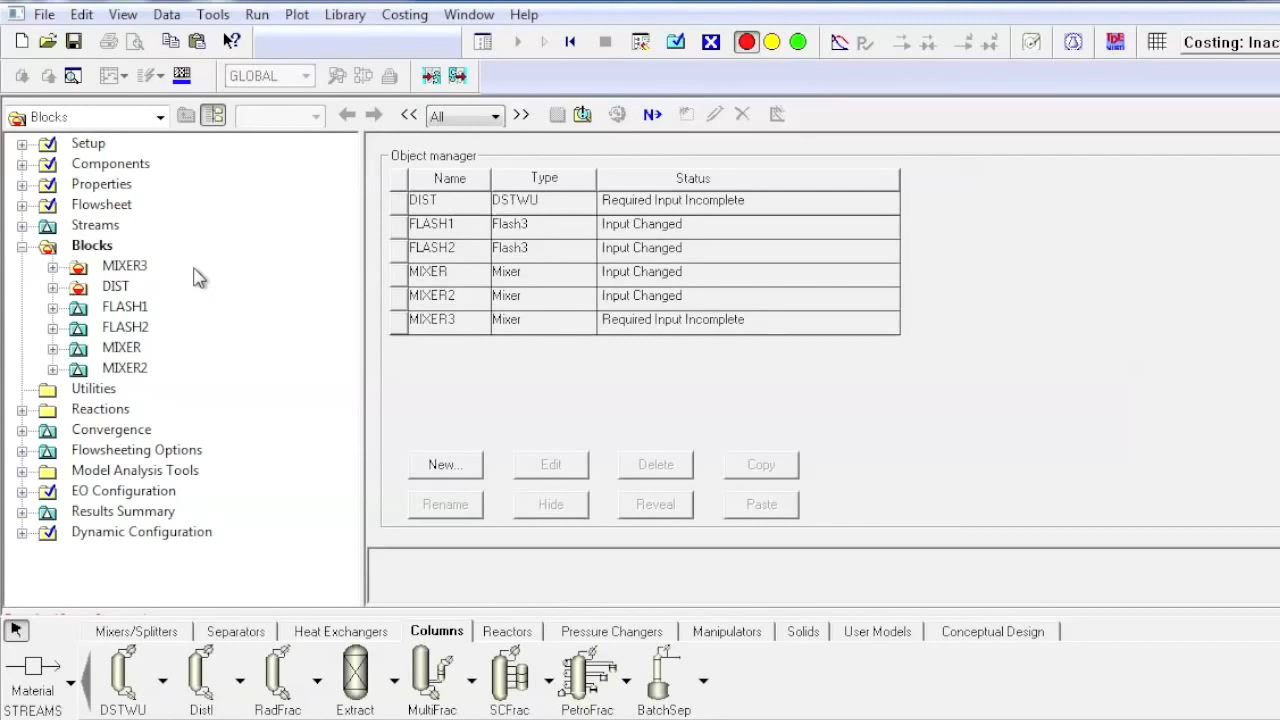 File Edit View Data Tools Run Plot Library Costing Window Help
Costing: Inac
GLOBAL
Blocks << All >> N>
Setup
Components
Properties
Flowsheet
Streams
Blocks
MIXER3
DIST
FLASH1
FLASH2
MIXER
MIXER2
Utilities
Reactions
Convergence
Flowsheeting Options
Model Analysis Tools
EO Configuration
Results Summary
Dynamic Configuration
Object manager
Name Type Status
DIST DSTWU Required Input Incomplete
FLASH1 Flash3 Input Changed
FLASH2 Flash3 Input Changed
MIXER Mixer Input Changed
MIXER2 Mixer Input Changed
MIXER3 Mixer Required Input Incomplete
New... Edit Delete Copy
Rename Hide Reveal Paste
Mixers/Splitters Separators Heat Exchangers Columns Reactors Pressure Changers Manipulators Solids User Models Conceptual Design
Material
STREAMS DSTWU Distl RadFrac Extract MultiFrac SCFrac PetroFrac BatchSep